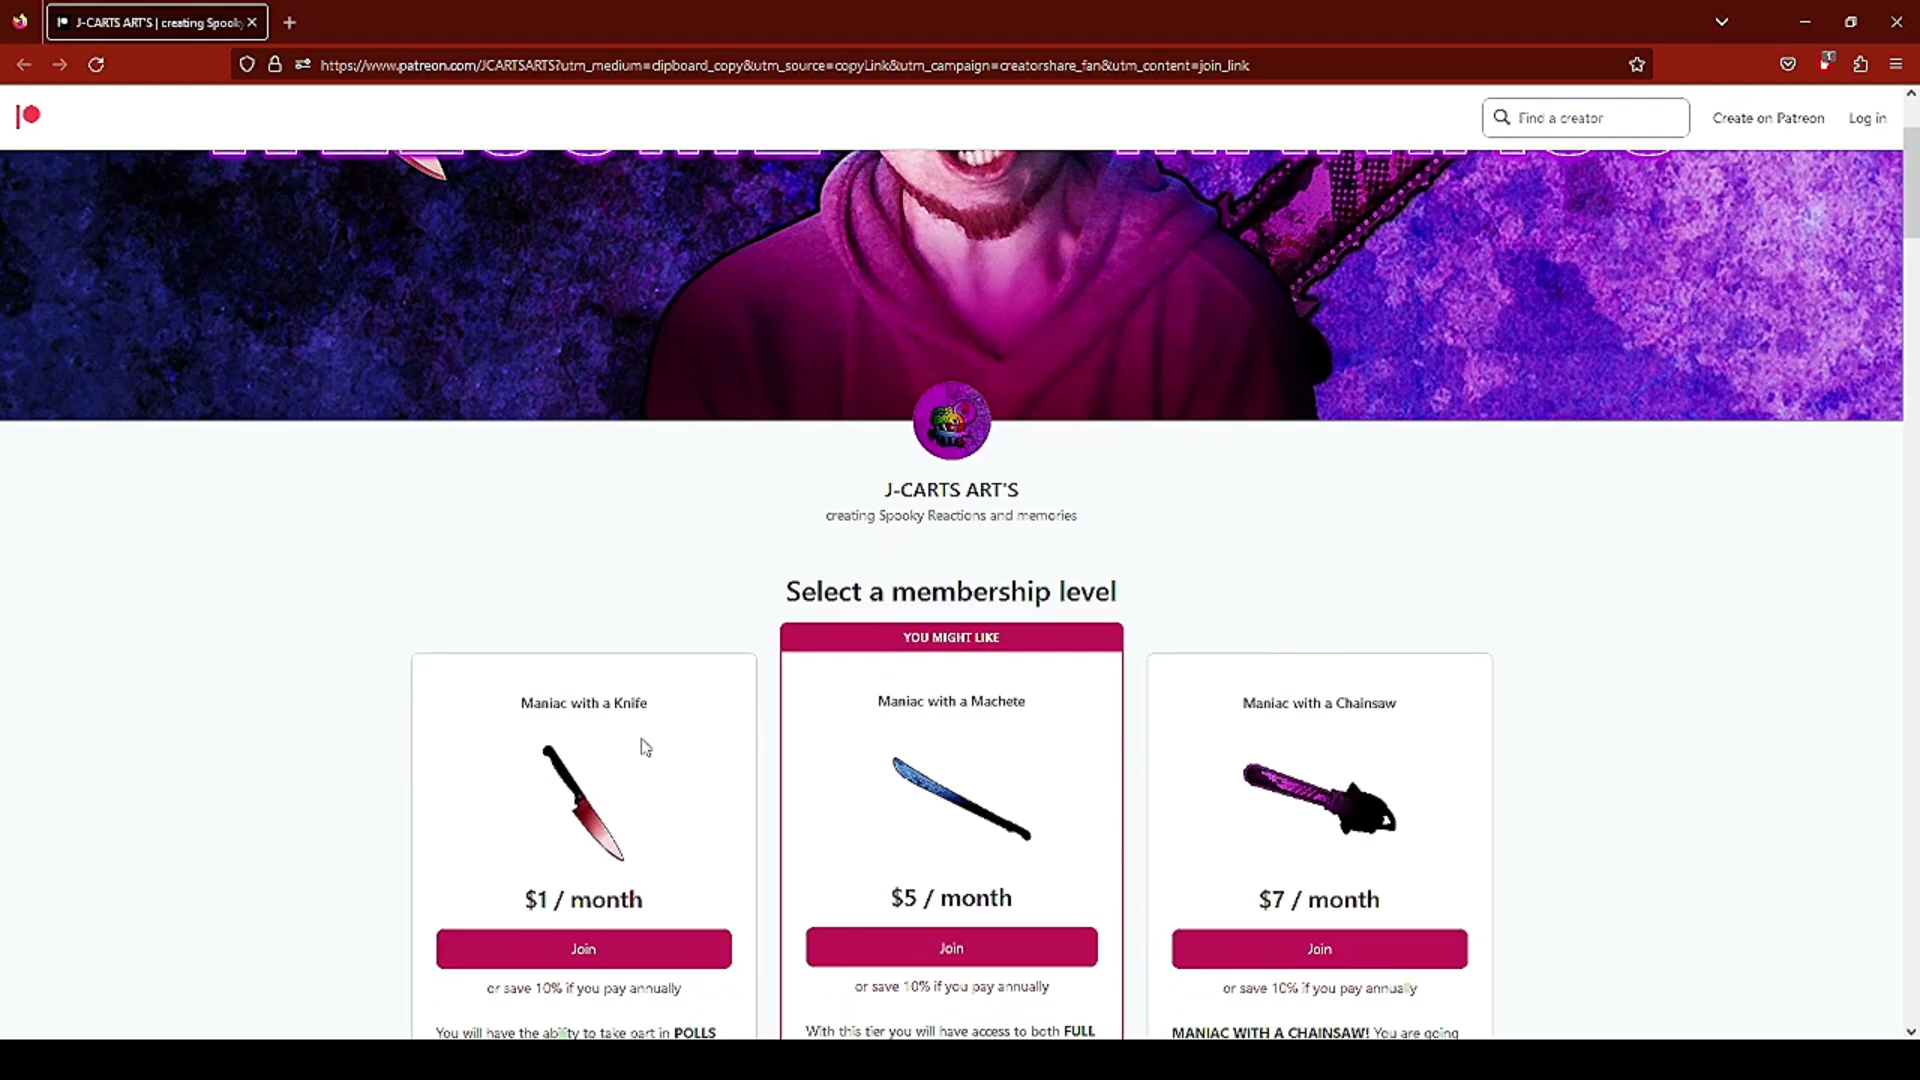 J-CARTS ART'S | creating Spooky
https://www.patreon.com/JCARTSARTS?utm_medium=clipboard_copy&utm_source=copyLink&utm_campaign=creatorshare_fan&utm_content=join_link
1
Find a creator
Create on Patreon
Log in
J-CARTS ART'S
creating Spooky Reactions and memories
Select a membership level
YOU MIGHT LIKE
Maniac with a Knife
Maniac with a Machete
Maniac with a Chainsaw
$1 / month
$5 / month
$7 / month
Join
Join
Join
or save 10% if you pay annually
or save 10% if you pay annually
or save 10% if you pay annually
You will have the ability to take part in POLLS
With this tier you will have access to both FULL
MANIAC WITH A CHAINSAW! You are going